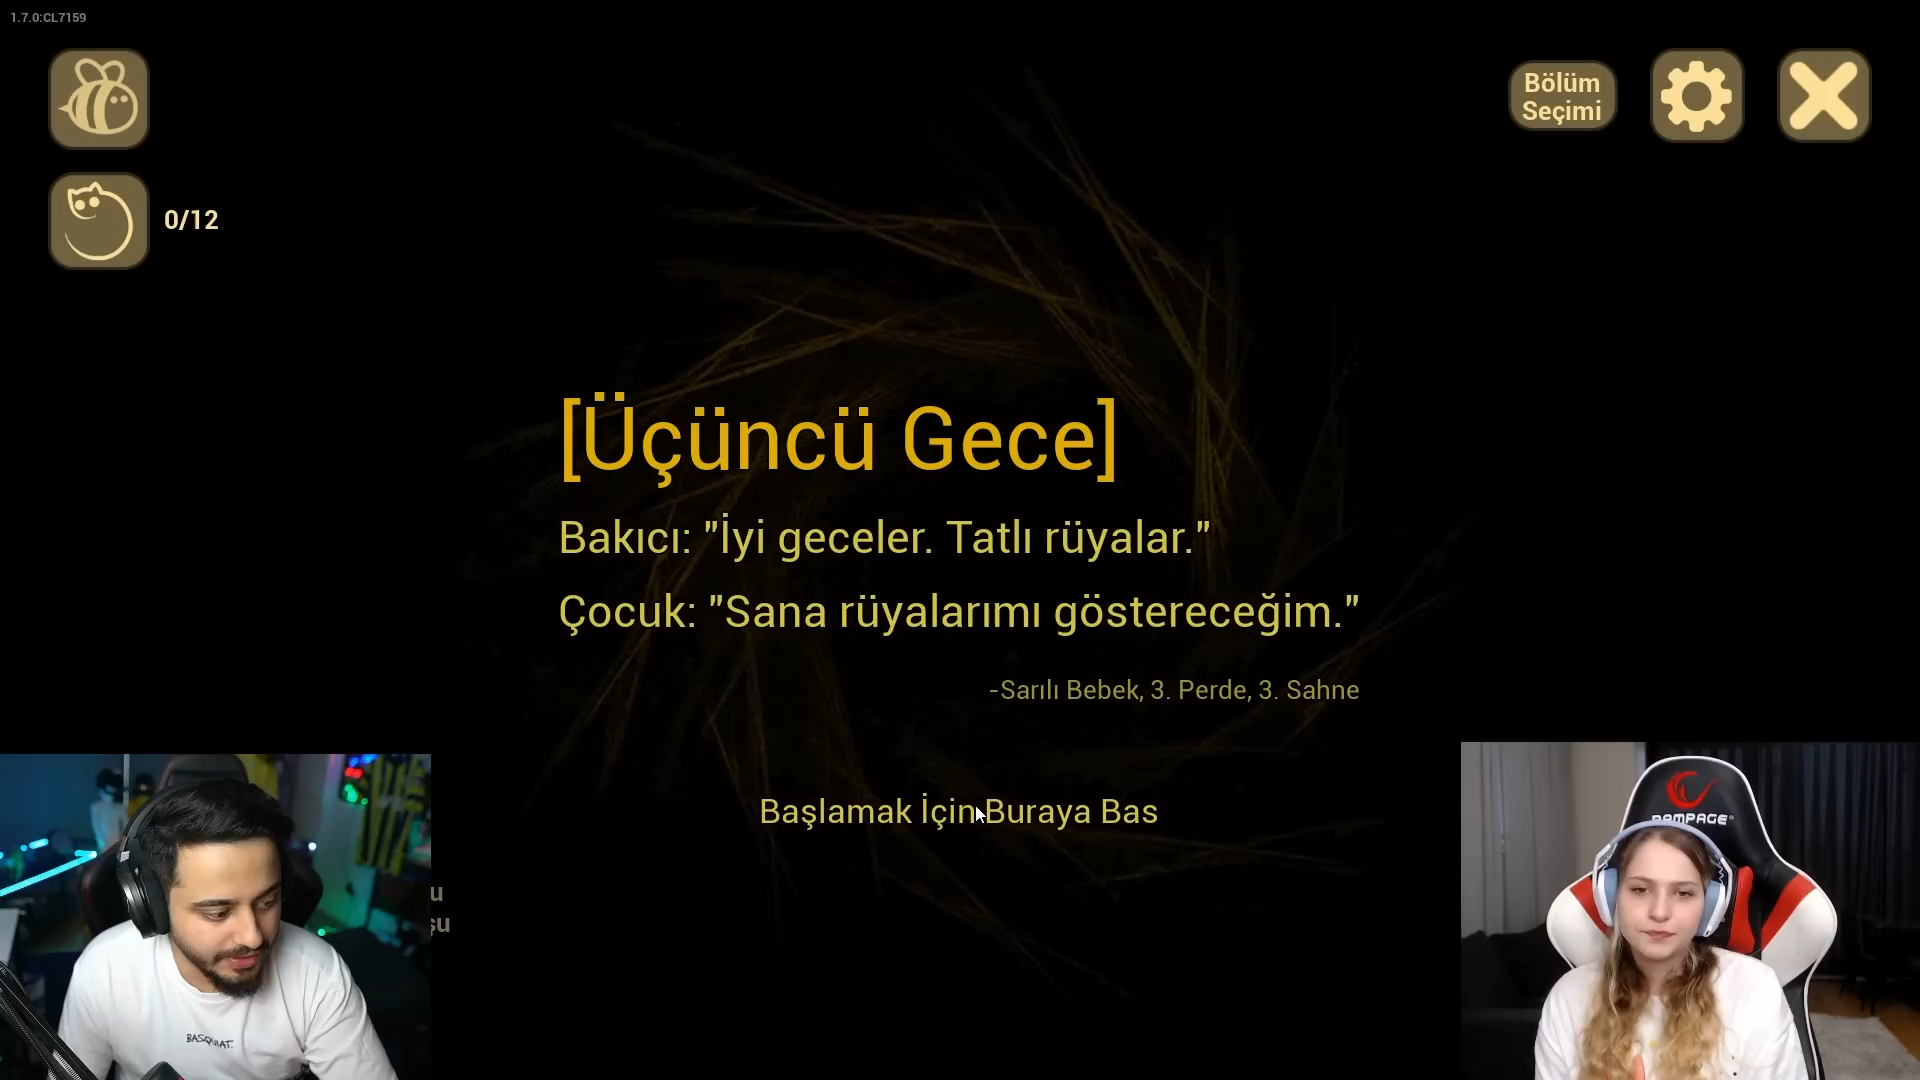 1.7.0:CL7159
Bölüm
Seçimi
0/12
[Üçüncü Gece]
Bakıcı: "İyi geceler. Tatlı rüyalar."
Çocuk: "Sana rüyalarımı göstereceğim."
-Sarılı Bebek, 3. Perde, 3. Sahne
Başlamak İçin Buraya Bas
RAMPAGE
BASQUIAT